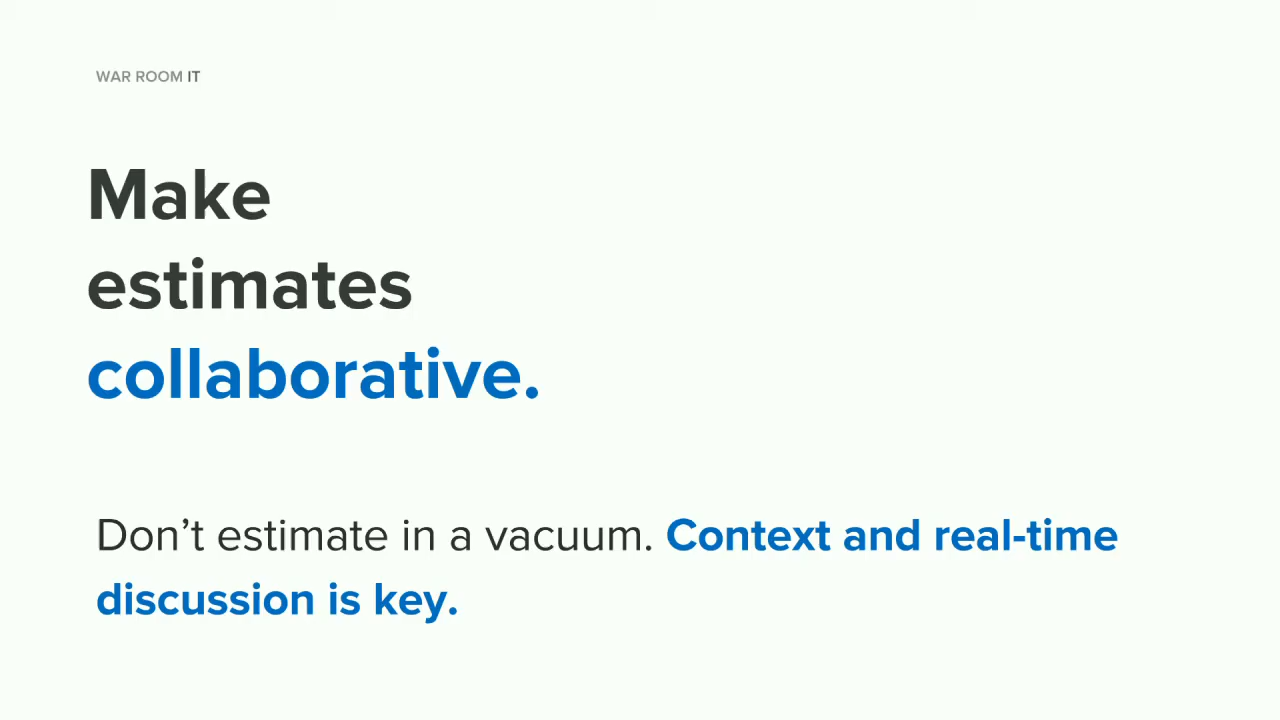 WAR ROOM IT
Make
estimates
collaborative.
Don’t estimate in a vacuum. Context and real-time
discussion is key.